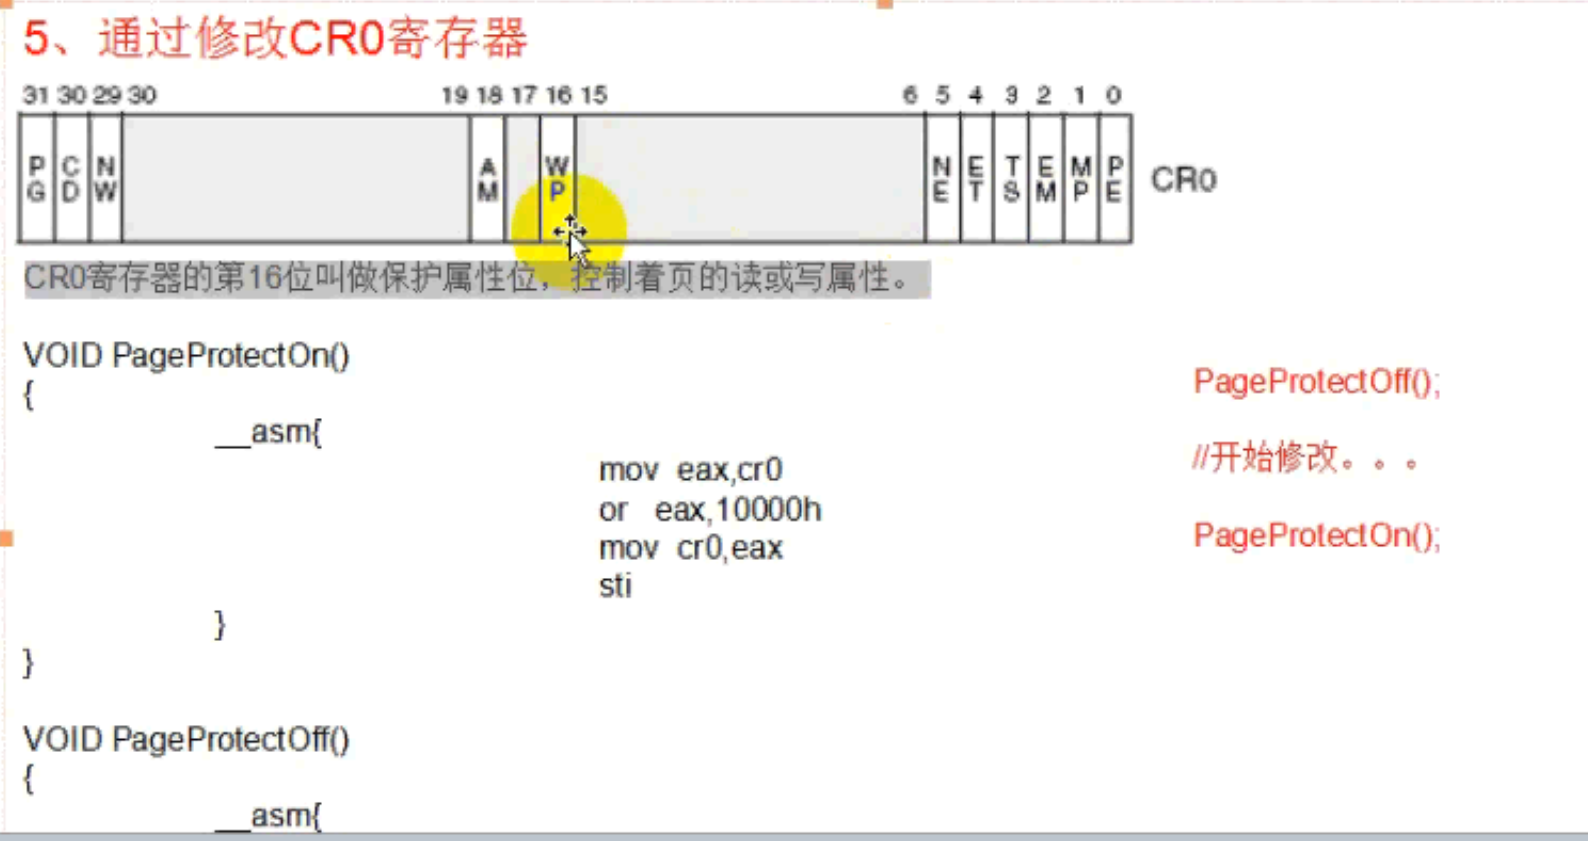 5、通过修改CR0寄存器
31 30 29 30 19 18 17 16 15 6 5 4 3 2 1 0
PG CD NW AM WP NE ET TS EM MP PE CR0
CR0寄存器的第16位叫做保护属性位，控制着页的读或写属性。
VOID PageProtectOn()
{
__asm{
mov eax,cr0
or eax,10000h
mov cr0,eax
sti
}
}
VOID PageProtectOff()
{
__asm{
PageProtectOff();
//开始修改。。。
PageProtectOn();